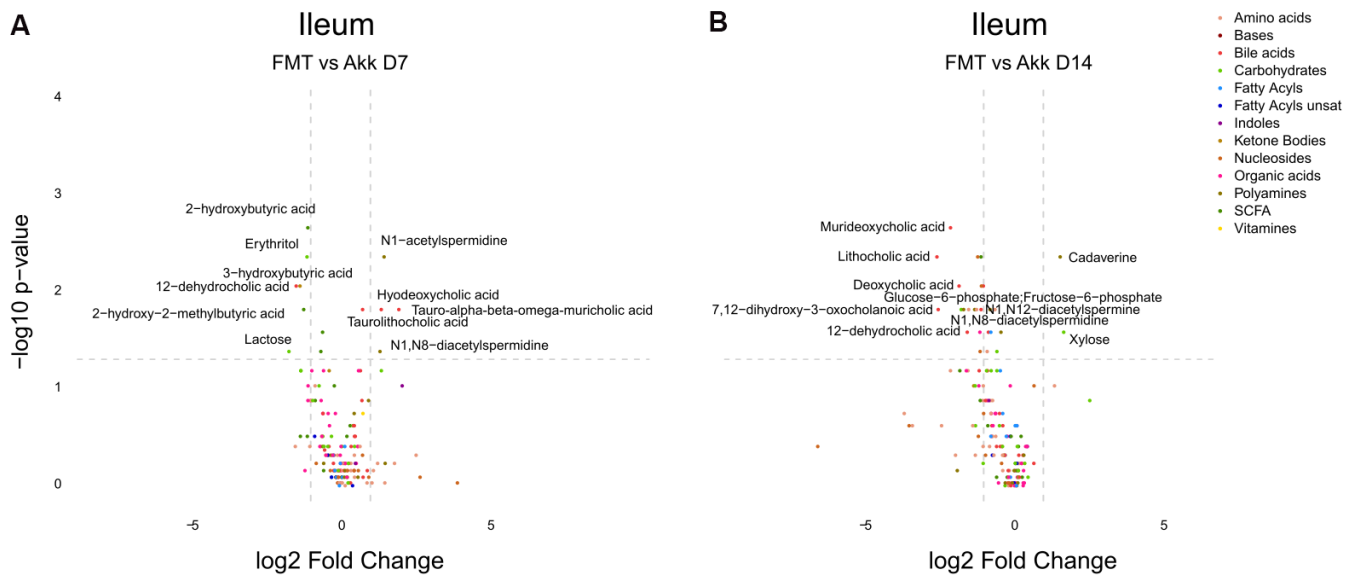 A
Ileum
FMT vs Akk D7
−log10 p−value
4
3
2
1
0
2−hydroxybutyric acid
Erythritol
N1−acetylspermidine
3−hydroxybutyric acid
12−dehydrocholic acid
Hyodeoxycholic acid
2−hydroxy−2−methylbutyric acid
Tauro−alpha−beta−omega−muricholic acid
Taurolithocholic acid
Lactose
N1,N8−diacetylspermidine
−5
0
5
log2 Fold Change
B
Ileum
FMT vs Akk D14
Murideoxycholic acid
Lithocholic acid
Cadaverine
Deoxycholic acid
Glucose−6−phosphate;Fructose−6−phosphate
7,12−dihydroxy−3−oxocholanoic acid
N1,N12−diacetylspermine
N1,N8−diacetylspermidine
12−dehydrocholic acid
Xylose
−5
0
5
log2 Fold Change
Amino acids
Bases
Bile acids
Carbohydrates
Fatty Acyls
Fatty Acyls unsat
Indoles
Ketone Bodies
Nucleosides
Organic acids
Polyamines
SCFA
Vitamines